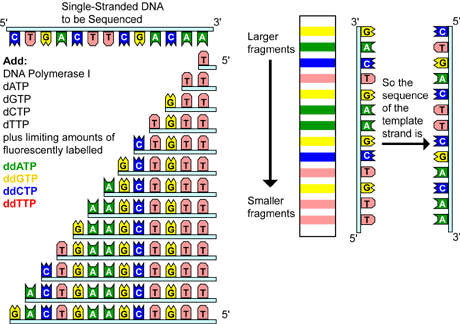 Single-Stranded DNA
to be Sequenced
5' 3'
C T G A C T T C G A C A A
T 5'
T T
G T T
T G T T
C T G T T
G C T G T T
A G C T G T T
A A G C T G T T
G A A G C T G T T
T G A A G C T G T T
C T G A A G C T G T T
A C T G A A G C T G T T
G A C T G A A G C T G T T 5'
Add:
DNA Polymerase I
dATP
dGTP
dCTP
dTTP
plus limiting amounts of
fluorescently labelled
ddATP
ddGTP
ddCTP
ddTTP
Larger
fragments
Smaller
fragments
3'
G
A
C
T
G
A
A
G
C
T
G
T
T
5'
So the
sequence
of the
template
strand is
5'
C
T
G
A
C
T
T
C
G
A
C
A
A
3'